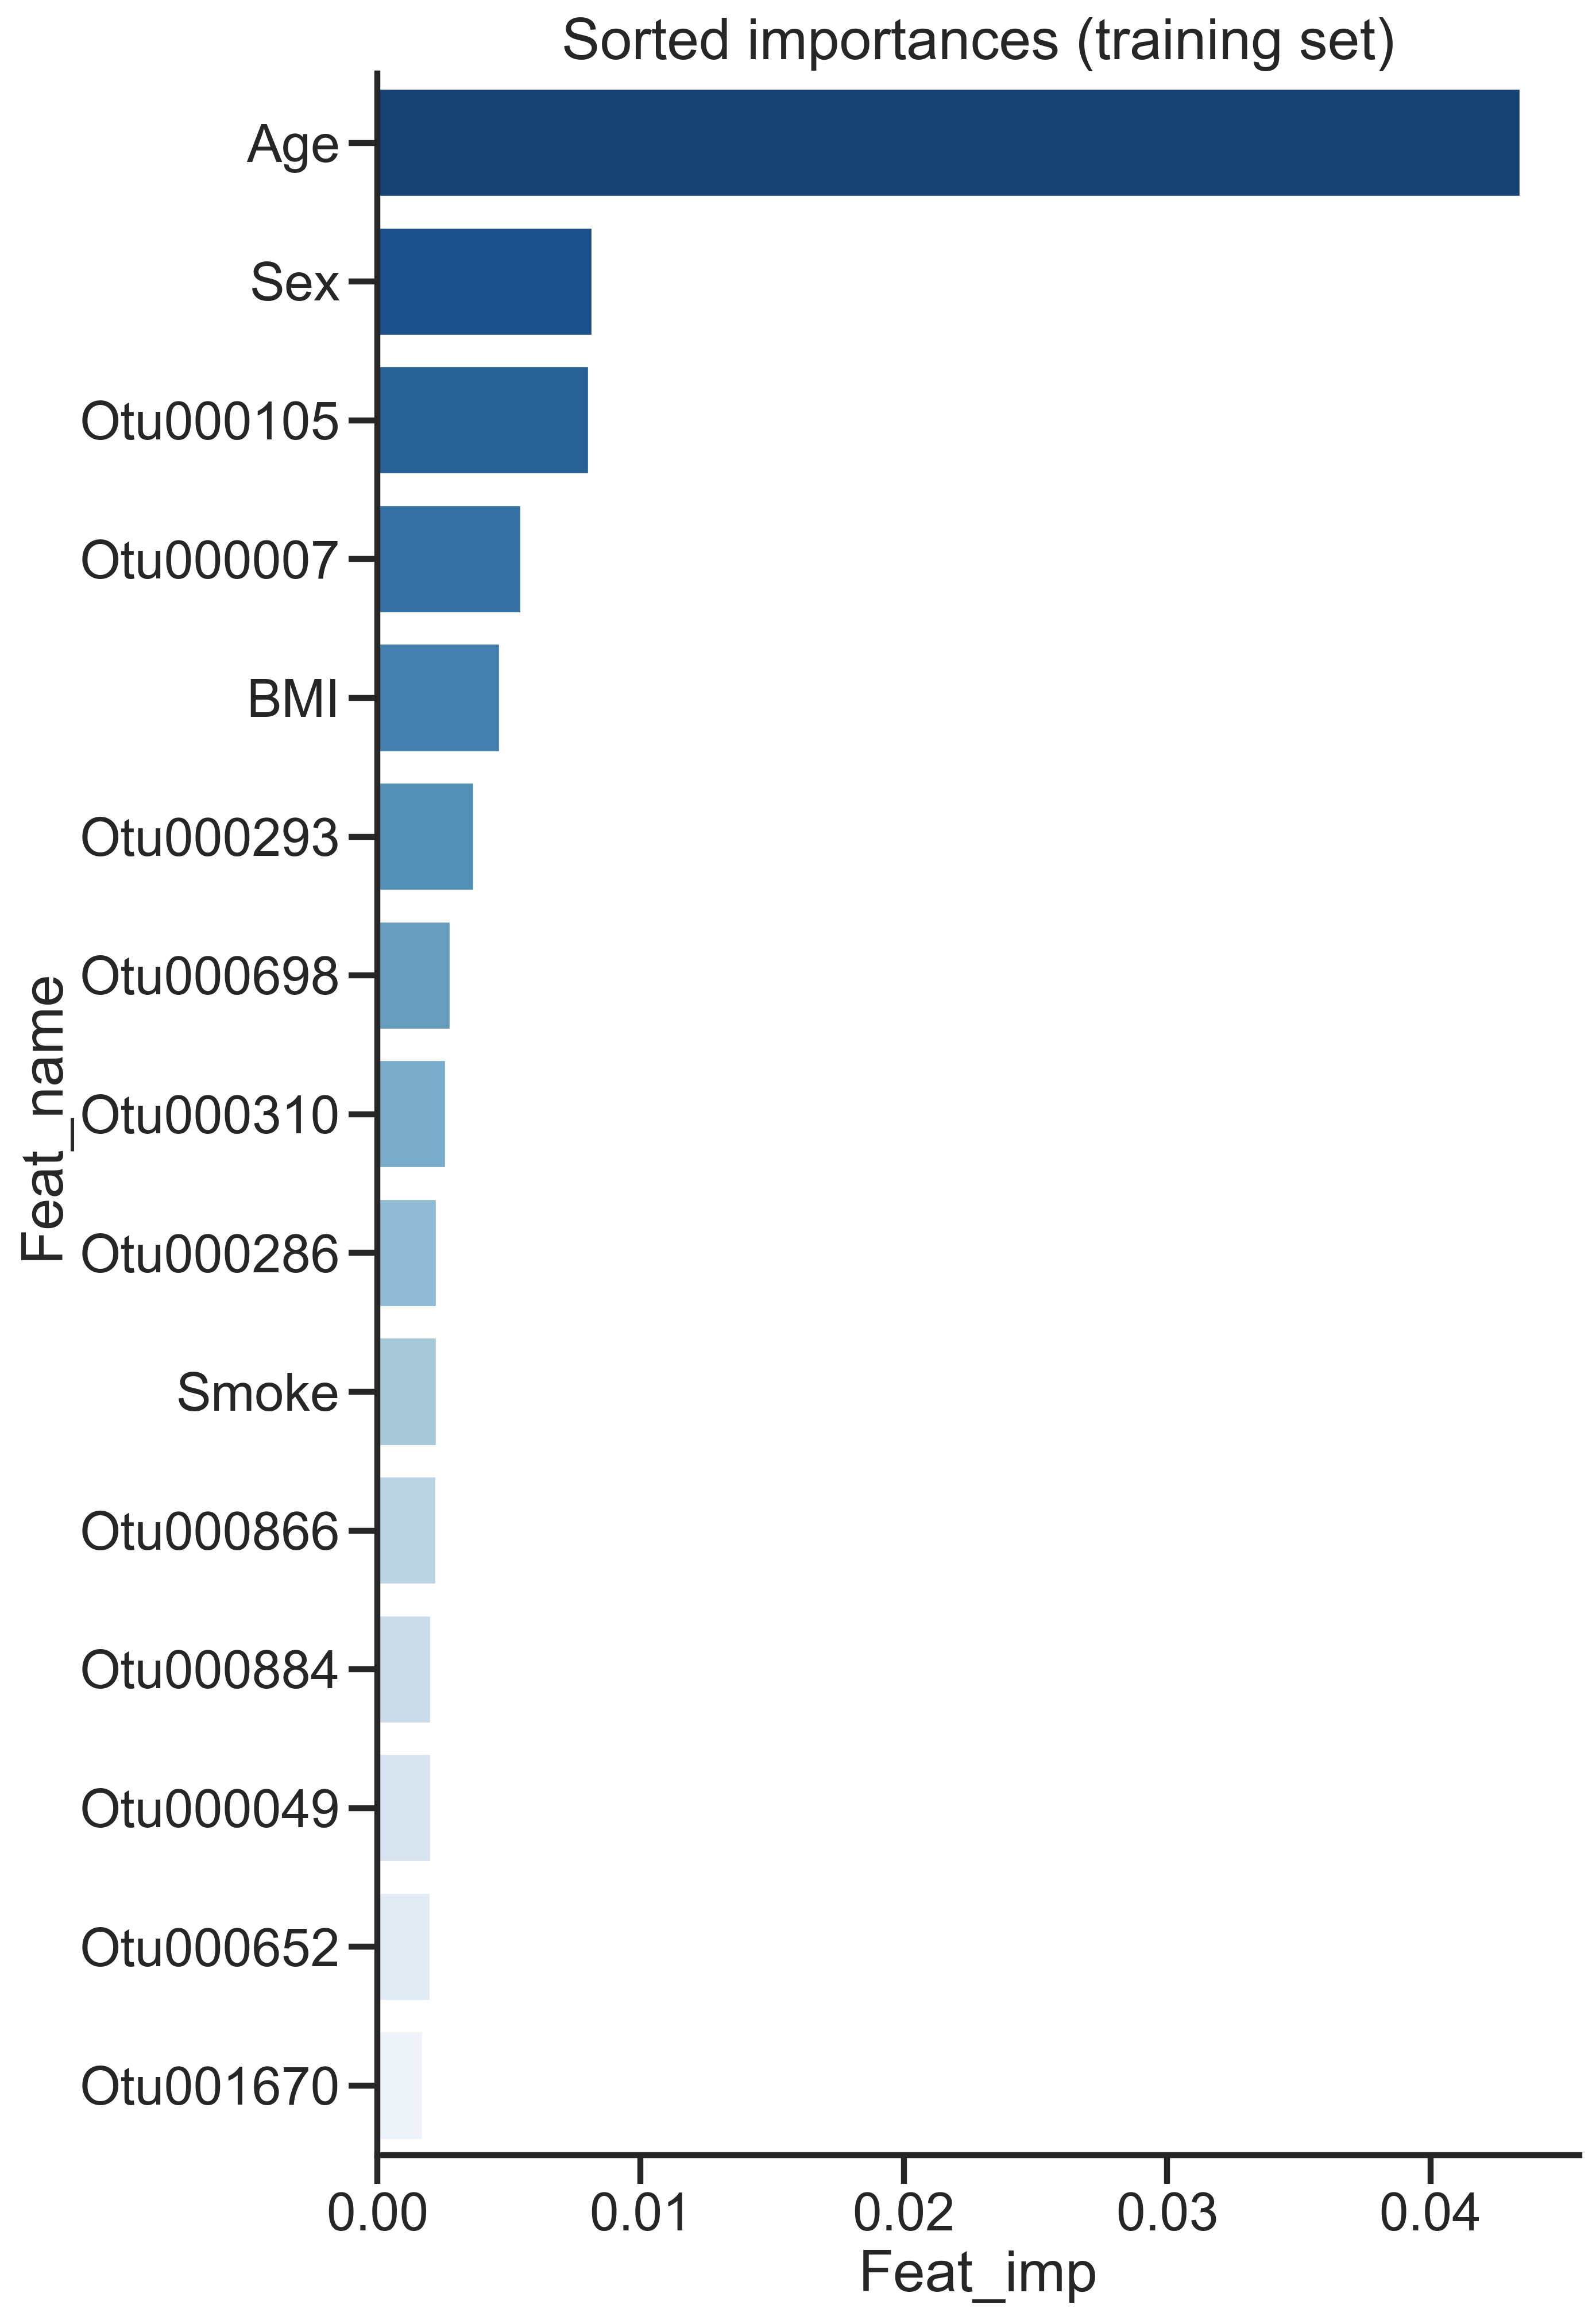 Sorted importances (training set)
Age
Sex
Otu000105
Otu000007
BMI
Otu000293
Otu000698
Otu000310
Otu000286
Smoke
Otu000866
Otu000884
Otu000049
Otu000652
Otu001670
Feat_name
0.00 0.01 0.02 0.03 0.04
Feat_imp